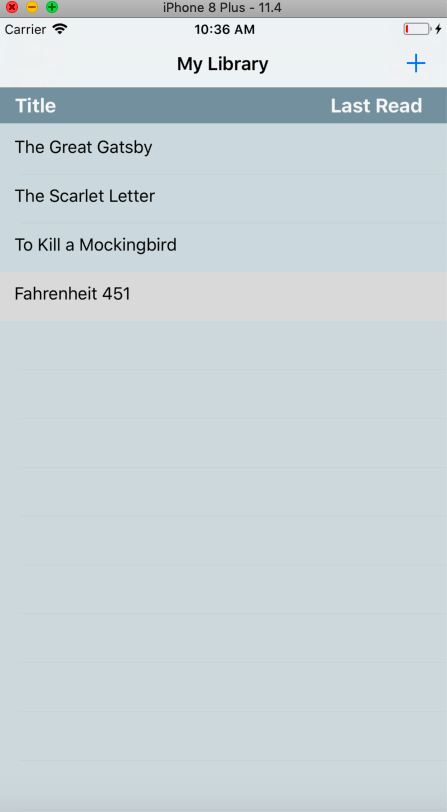 iPhone 8 Plus - 11.4
Carrier 10:36 AM
My Library
Title Last Read
The Great Gatsby
The Scarlet Letter
To Kill a Mockingbird
Fahrenheit 451